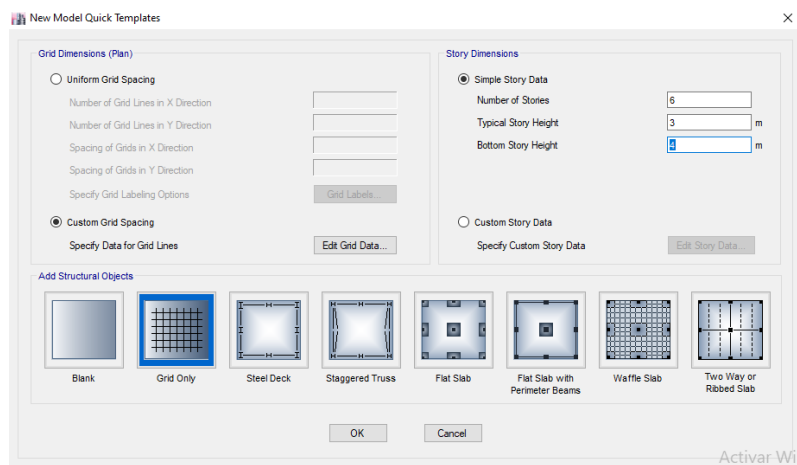 New Model Quick Templates
Grid Dimensions (Plan)
Uniform Grid Spacing
Number of Grid Lines in X Direction
Number of Grid Lines in Y Direction
Spacing of Grids in X Direction
Spacing of Grids in Y Direction
Specify Grid Labeling Options
Grid Labels...
Custom Grid Spacing
Specify Data for Grid Lines
Edit Grid Data...
Story Dimensions
Simple Story Data
Number of Stories
6
Typical Story Height
3
m
Bottom Story Height
4
m
Custom Story Data
Specify Custom Story Data
Edit Story Data...
Add Structural Objects
Blank
Grid Only
Steel Deck
Staggered Truss
Flat Slab
Flat Slab with
Perimeter Beams
Waffle Slab
Two Way or
Ribbed Slab
OK
Cancel
Activar Wi